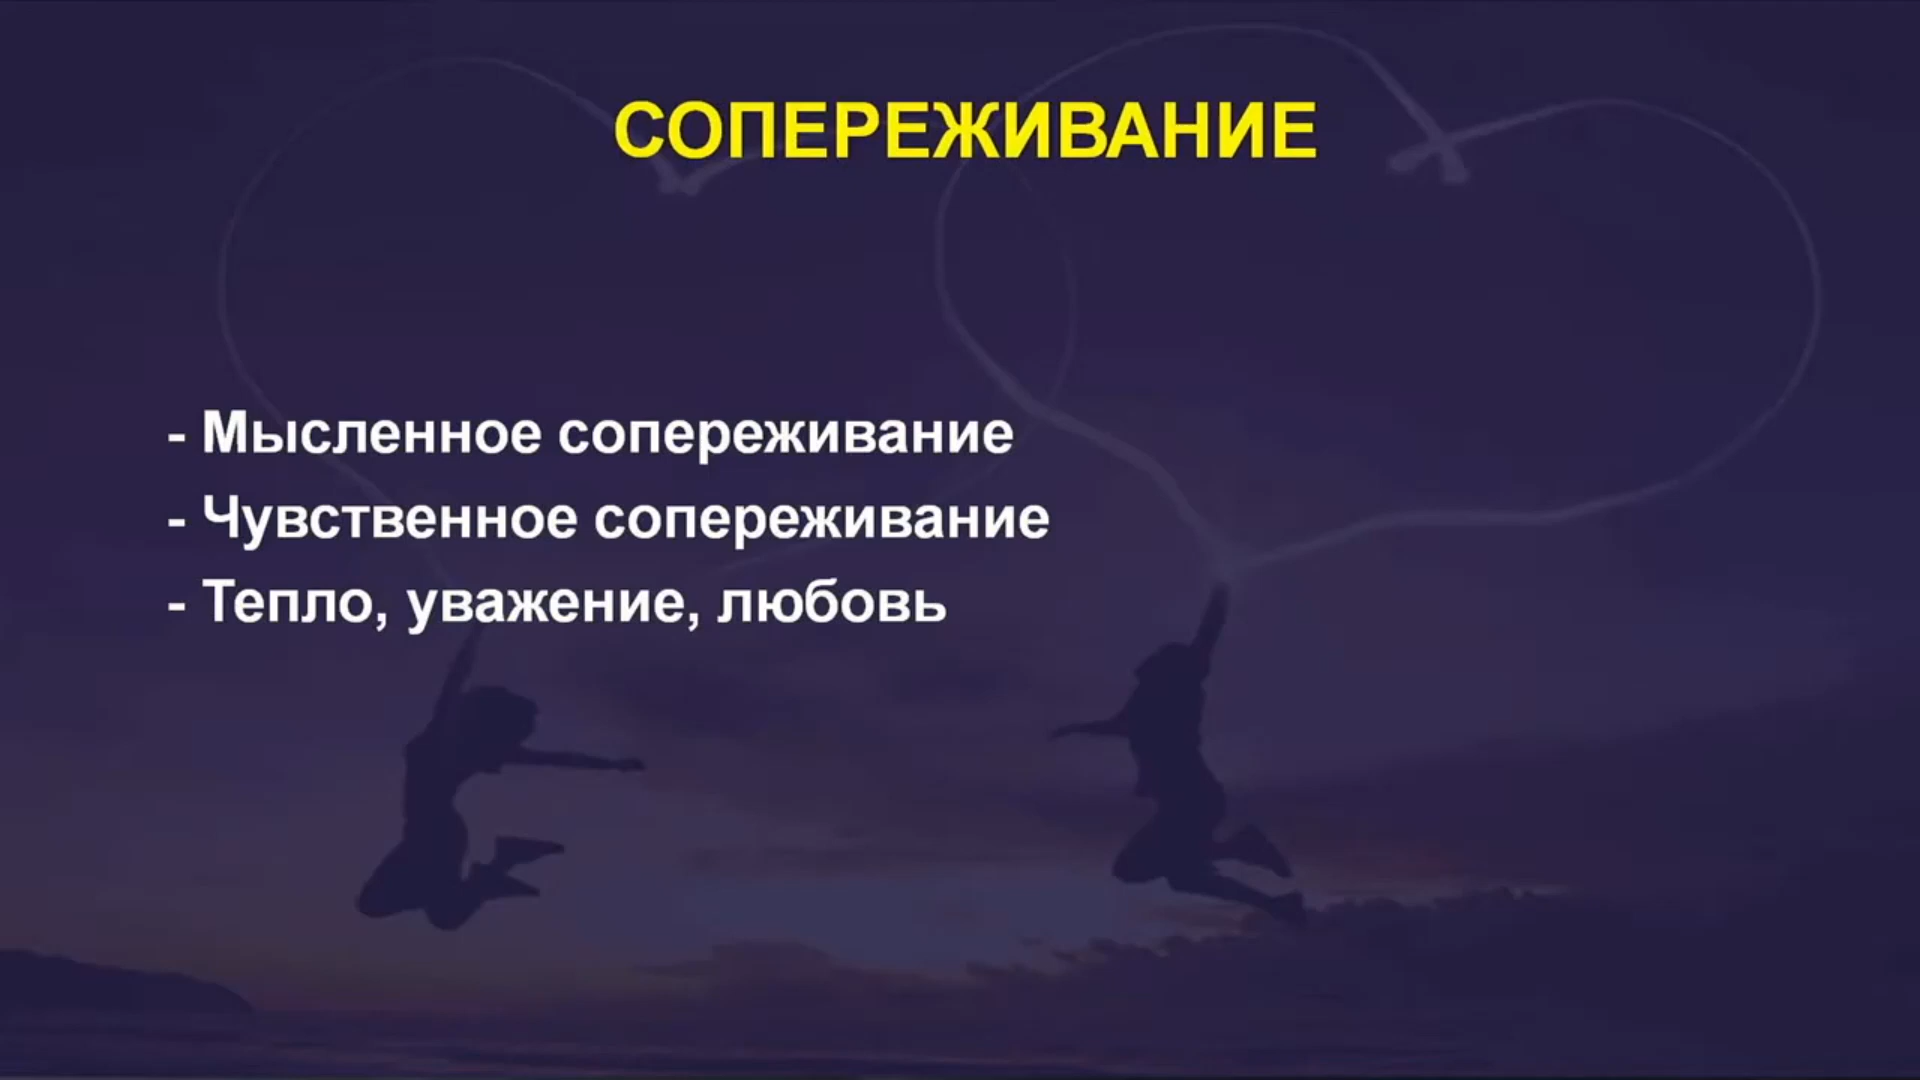 СОПЕРЕЖИВАНИЕ
- Мысленное сопереживание
- Чувственное сопереживание
- Тепло, уважение, любовь